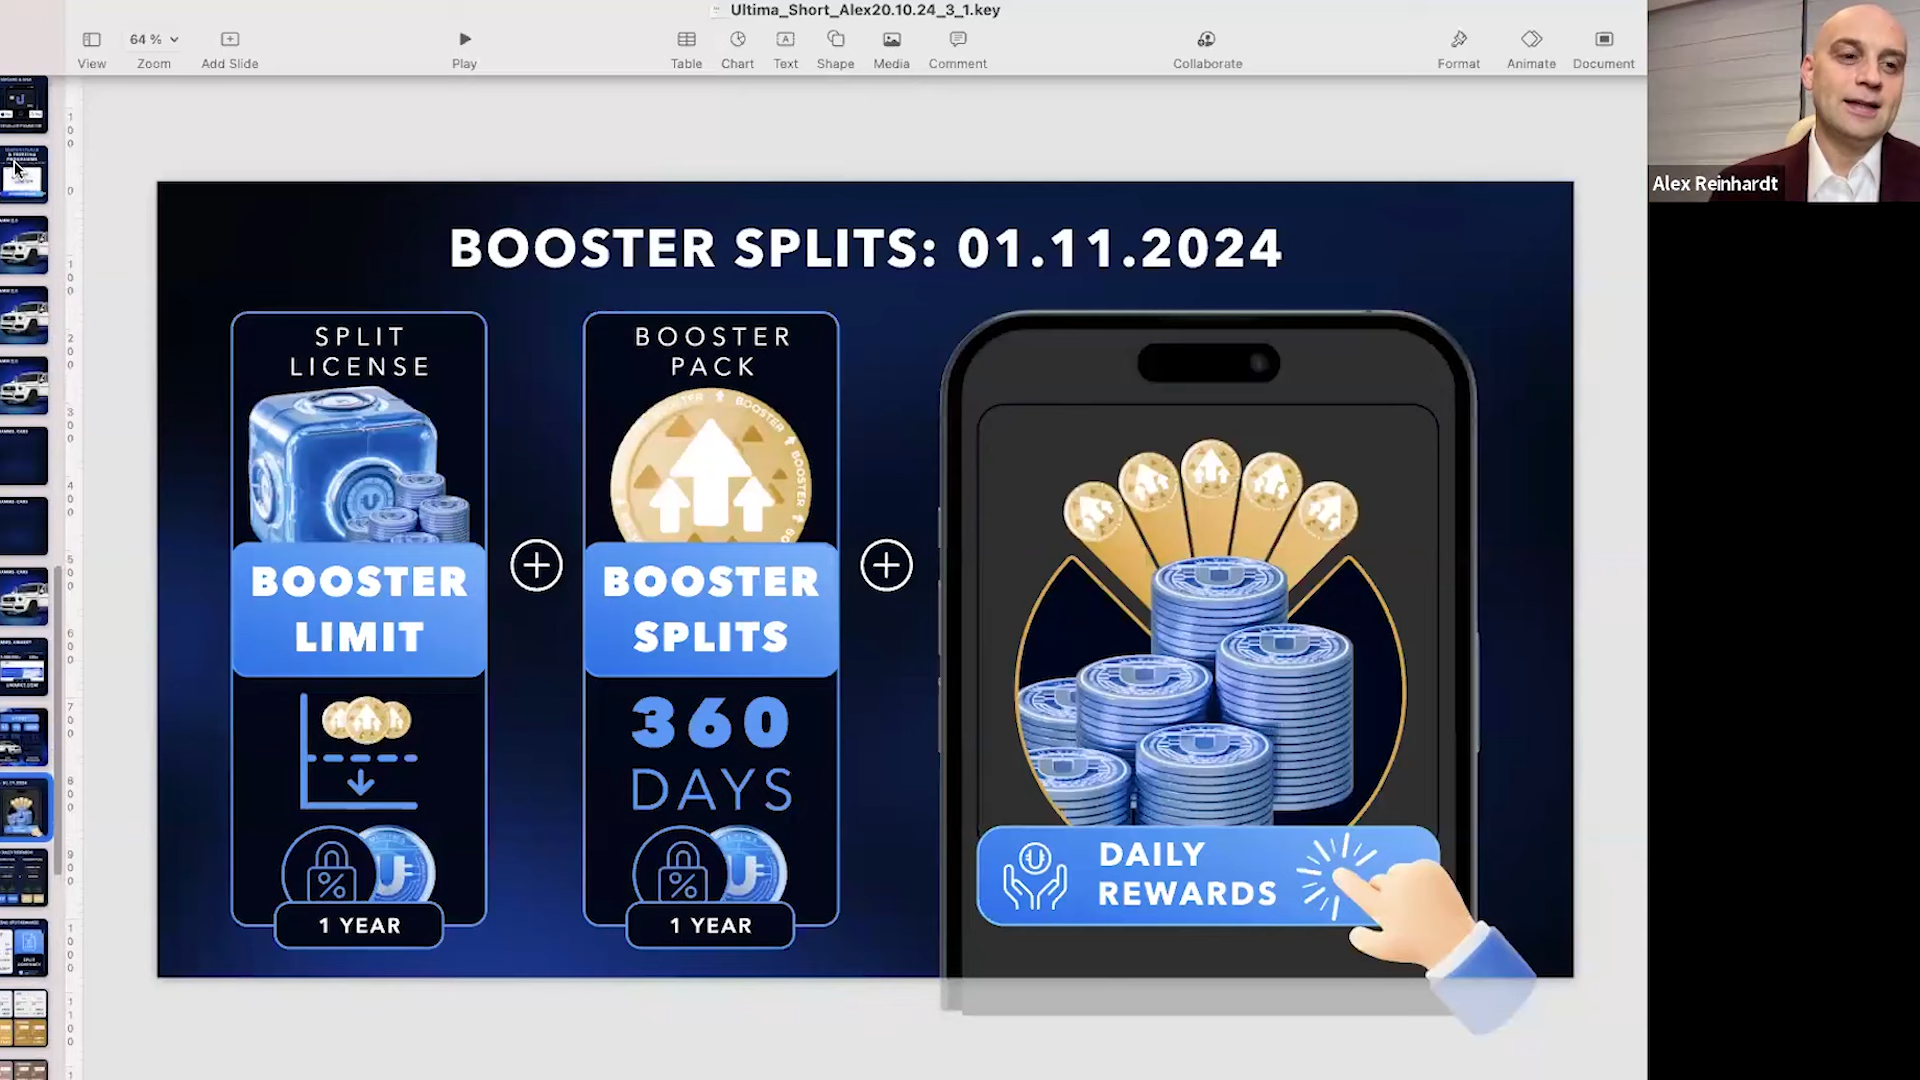 Ultima_Short_Alex20.10.24_3_1.key
64 %
View
Zoom
Add Slide
Play
Table
Chart
Text
Shape
Media
Comment
Collaborate
Format
Animate
Document
Alex Reinhardt
BOOSTER SPLITS: 01.11.2024
SPLIT
LICENSE
BOOSTER
LIMIT
1 YEAR
BOOSTER
PACK
BOOSTER
BOOSTER
BOOSTER
SPLITS
360
DAYS
1 YEAR
DAILY
REWARDS